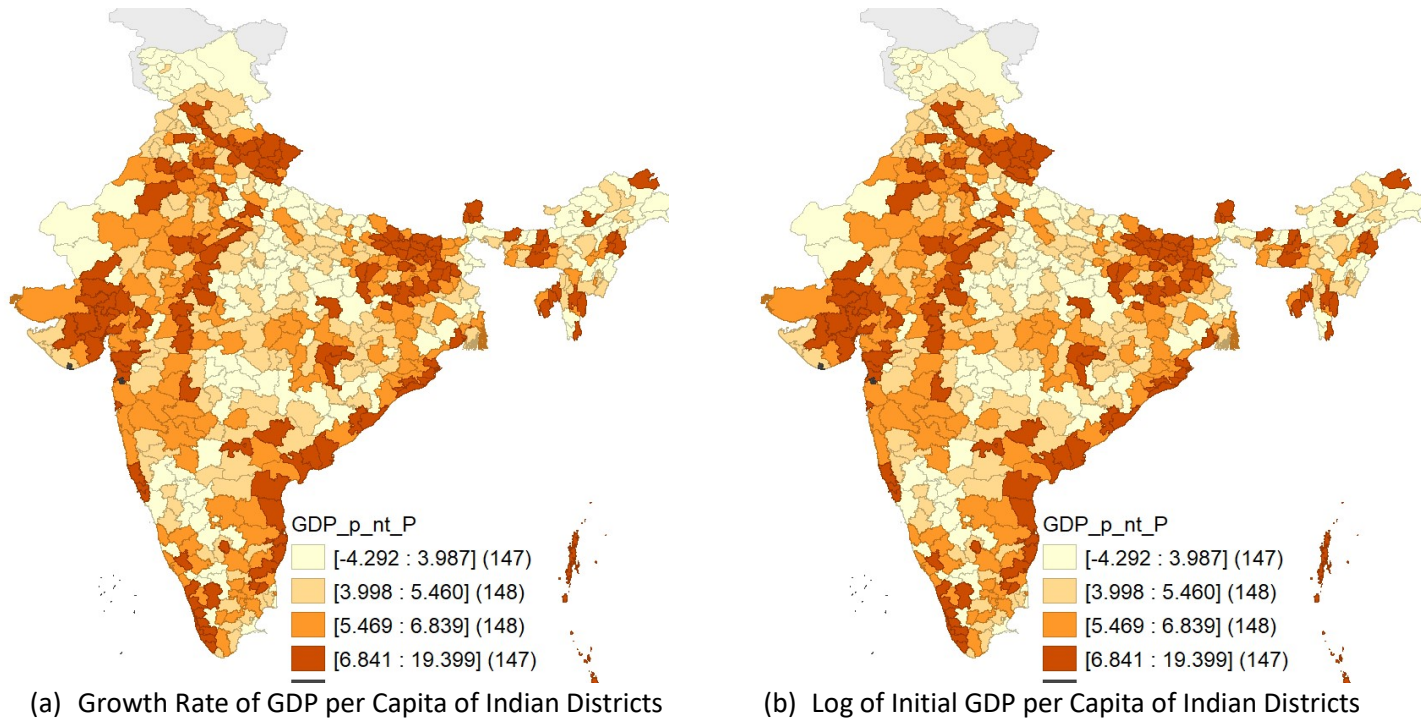 GDP_p_nt_P
[-4.292 : 3.987] (147)
[3.998 : 5.460] (148)
[5.469 : 6.839] (148)
[6.841 : 19.399] (147)
(a) Growth Rate of GDP per Capita of Indian Districts
GDP_p_nt_P
[-4.292 : 3.987] (147)
[3.998 : 5.460] (148)
[5.469 : 6.839] (148)
[6.841 : 19.399] (147)
(b) Log of Initial GDP per Capita of Indian Districts